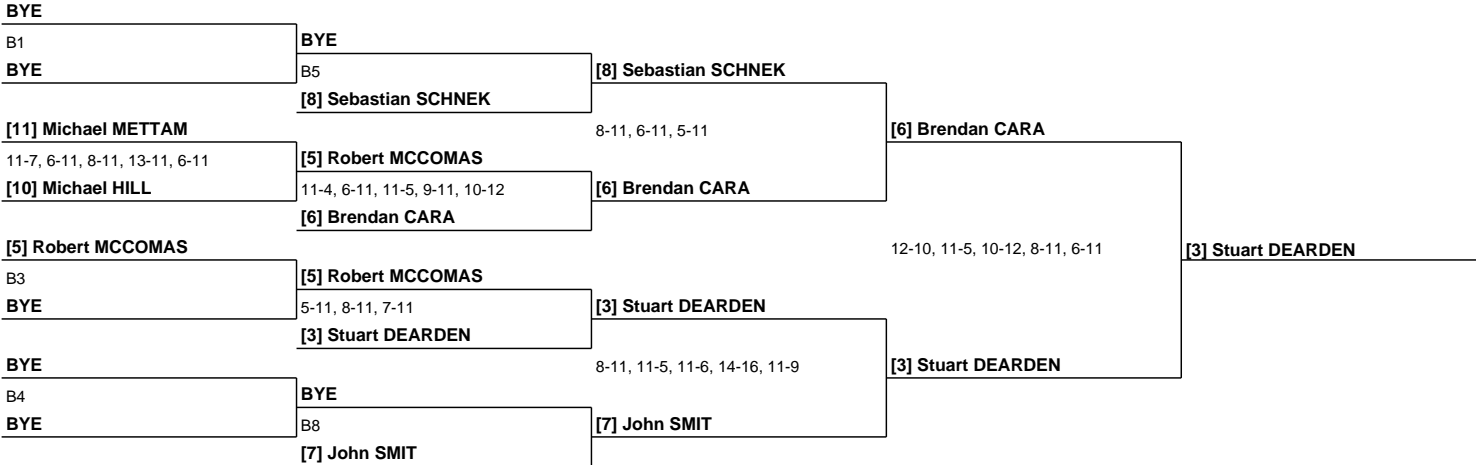 BYE
B1
BYE
BYE
B5
[8] Sebastian SCHNEK
[8] Sebastian SCHNEK
[11] Michael METTAM
11-7, 6-11, 8-11, 13-11, 6-11
[10] Michael HILL
[5] Robert MCCOMAS
11-4, 6-11, 11-5, 9-11, 10-12
[6] Brendan CARA
8-11, 6-11, 5-11
[6] Brendan CARA
[6] Brendan CARA
[5] Robert MCCOMAS
B3
BYE
[5] Robert MCCOMAS
5-11, 8-11, 7-11
[3] Stuart DEARDEN
[3] Stuart DEARDEN
12-10, 11-5, 10-12, 8-11, 6-11
[3] Stuart DEARDEN
BYE
B4
BYE
BYE
B8
[7] John SMIT
8-11, 11-5, 11-6, 14-16, 11-9
[7] John SMIT
[3] Stuart DEARDEN